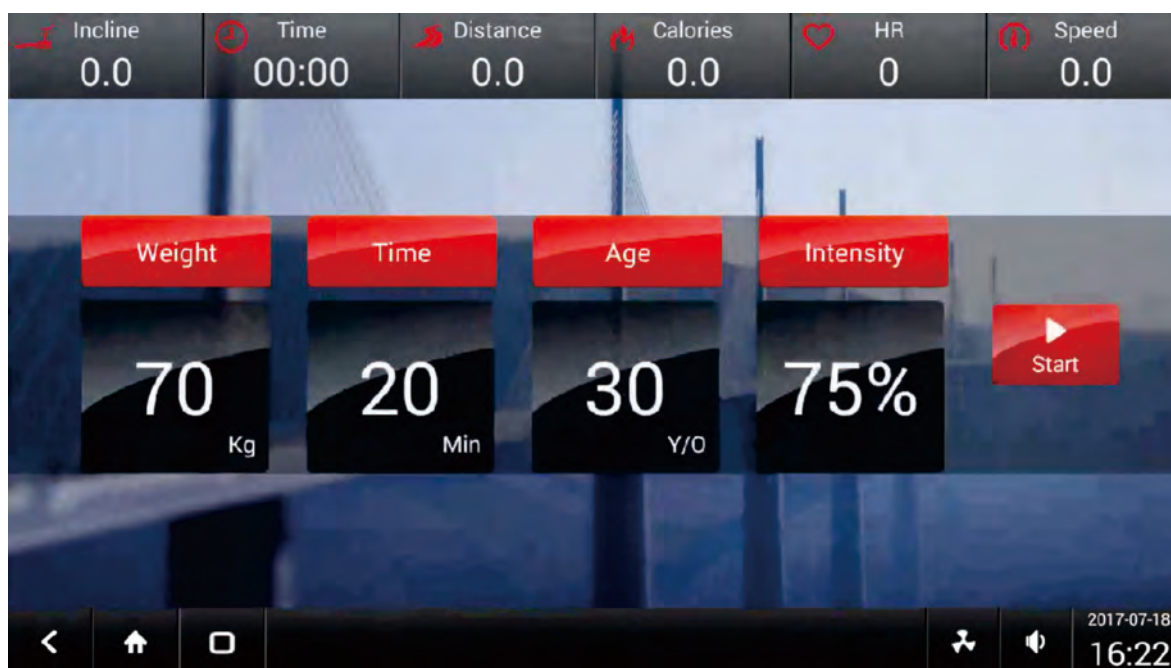 Incline
0.0
Time
00:00
Distance
0.0
Calories
0.0
HR
0
Speed
0.0
Weight
70
Kg
Time
20
Min
Age
30
Y/O
Intensity
75%
Start
2017-07-18
16:22